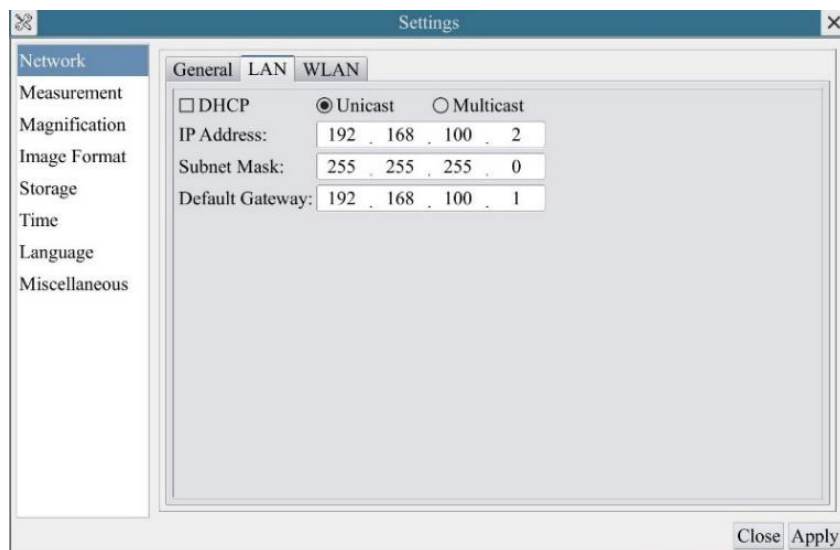 Settings
Network
Measurement
Magnification
Image Format
Storage
Time
Language
Miscellaneous
General LAN WLAN
DHCP Unicast Multicast
IP Address: 192 . 168 . 100 . 2
Subnet Mask: 255 . 255 . 255 . 0
Default Gateway: 192 . 168 . 100 . 1
Close Apply